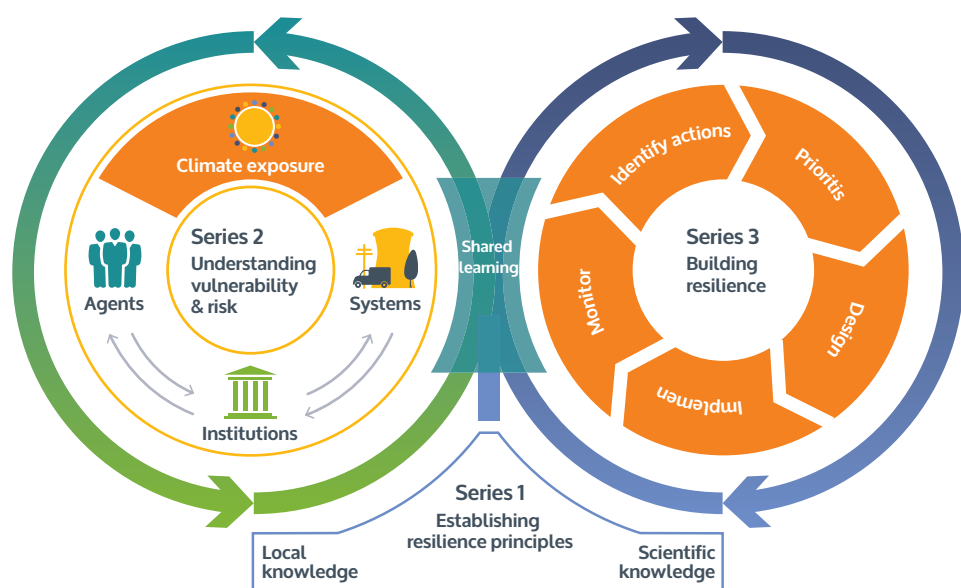 Climate exposure
Series 2
Understanding
vulnerability
& risk
Agents
Systems
Institutions
Shared
learning
Series 3
Building
resilience
Identify actions
Prioritis
Design
Implemen
Monitor
Series 1
Establishing
resilience principles
Local
knowledge
Scientific
knowledge